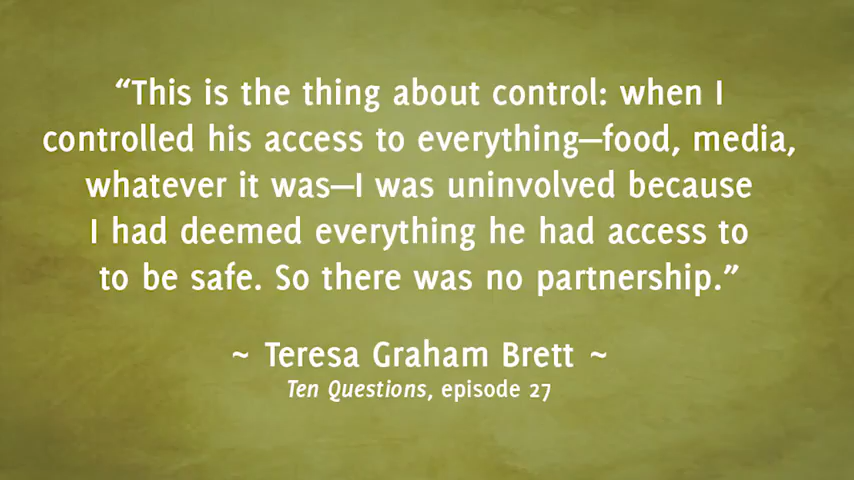 “This is the thing about control: when I
controlled his access to everything—food, media,
whatever it was—I was uninvolved because
I had deemed everything he had access to
to be safe. So there was no partnership.”
~ Teresa Graham Brett ~
Ten Questions, episode 27